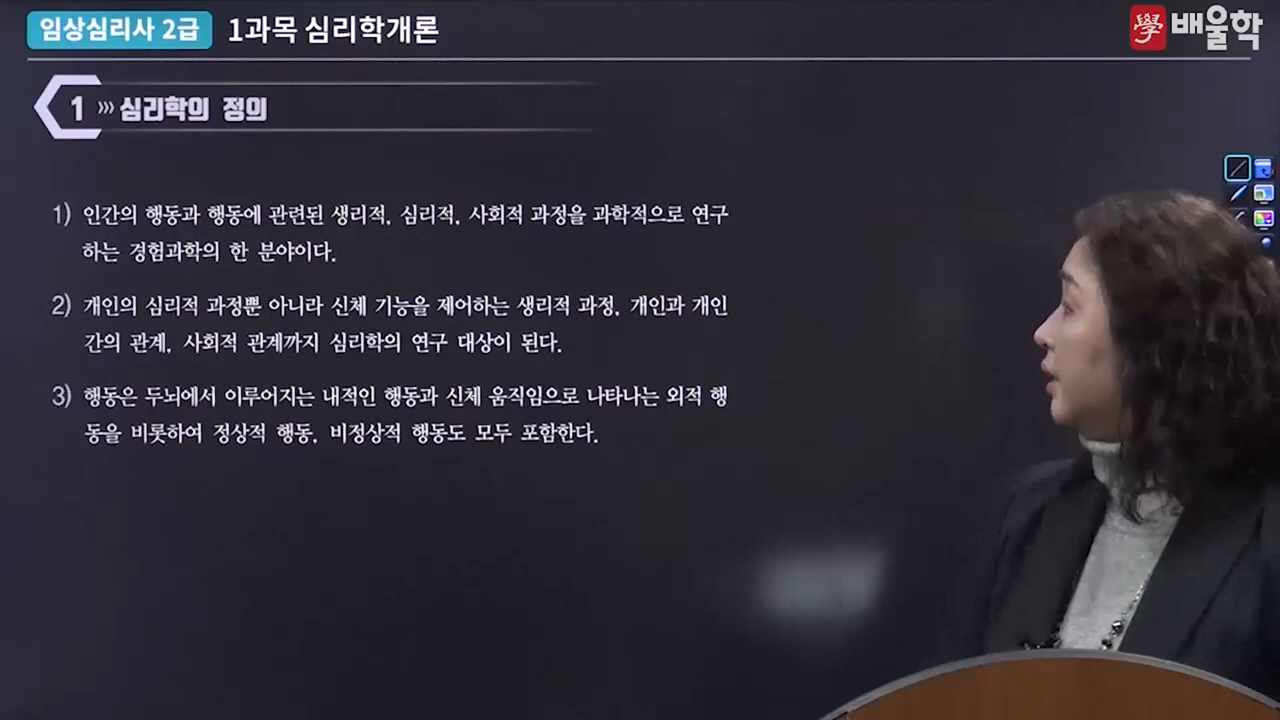 임상심리사 2급 1과목 심리학개론
學 배울학
1 >>> 심리학의 정의
1) 인간의 행동과 행동에 관련된 생리적, 심리적, 사회적 과정을 과학적으로 연구
하는 경험과학의 한 분야이다.
2) 개인의 심리적 과정뿐 아니라 신체 기능을 제어하는 생리적 과정, 개인과 개인
간의 관계, 사회적 관계까지 심리학의 연구 대상이 된다.
3) 행동은 두뇌에서 이루어지는 내적인 행동과 신체 움직임으로 나타나는 외적 행
동을 비롯하여 정상적 행동, 비정상적 행동도 모두 포함한다.